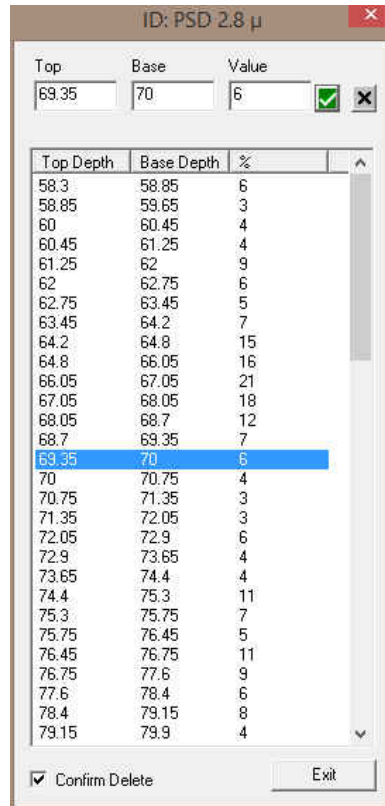 ID: PSD 2.8 µ
Top Base Value
69.35 70 6
Top Depth Base Depth %
58.3 58.85 6
58.85 59.65 3
60 60.45 4
60.45 61.25 4
61.25 62 9
62 62.75 6
62.75 63.45 5
63.45 64.2 7
64.2 64.8 15
64.8 66.05 16
66.05 67.05 21
67.05 68.05 18
68.05 68.7 12
68.7 69.35 7
69.35 70 6
70 70.75 4
70.75 71.35 3
71.35 72.05 3
72.05 72.9 6
72.9 73.65 4
73.65 74.4 4
74.4 75.3 11
75.3 75.75 7
75.75 76.45 5
76.45 76.75 11
76.75 77.6 9
77.6 78.4 6
78.4 79.15 8
79.15 79.9 4
Confirm Delete Exit